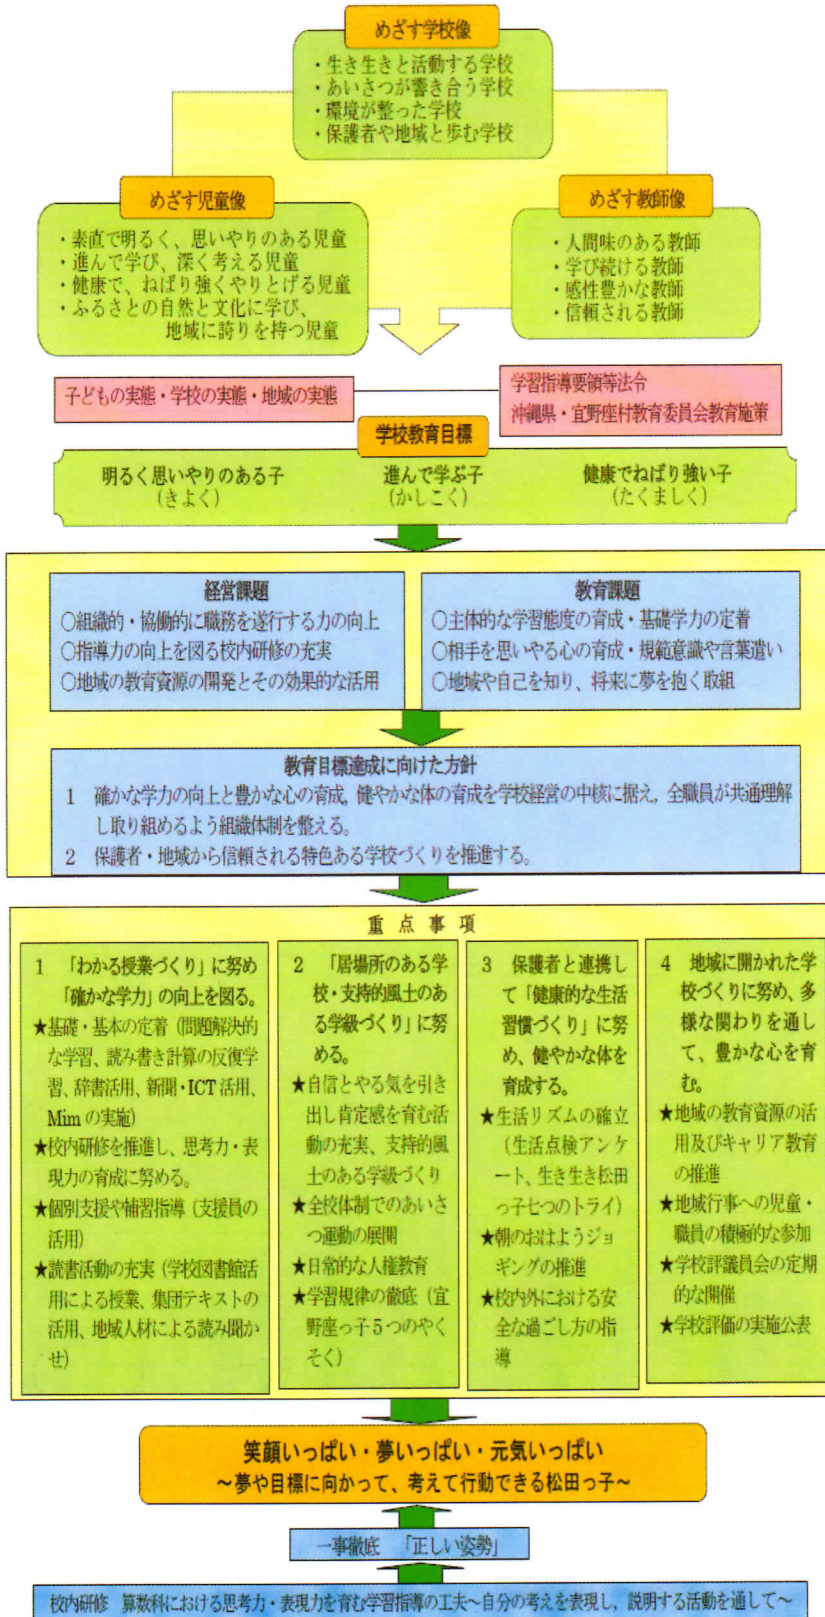 めざす学校像
・生き生きと活動する学校
・あいさつが響き合う学校
・環境が整った学校
・保護者や地域と歩む学校
めざす児童像
・素直で明るく、思いやりのある児童
・進んで学び、深く考える児童
・健康で、ねばり強くやりとげる児童
・ふるさとの自然と文化に学び、
地域に誇りを持つ児童
めざす教師像
・人間味のある教師
・学び続ける教師
・感性豊かな教師
・信頼される教師
子どもの実態・学校の実態・地域の実態
学習指導要領等法令
沖縄県・宜野座村教育委員会教育施策
学校教育目標
明るく思いやりのある子
(きよく)
進んで学ぶ子
(かしこく)
健康でねばり強い子
(たくましく)
経営課題
○組織的・協働的に職務を遂行する力の向上
○指導力の向上を図る校内研修の充実
○地域の教育資源の開発とその効果的な活用
教育課題
○主体的な学習態度の育成・基礎学力の定着
○相手を思いやる心の育成・規範意識や言葉遣い
○地域や自己を知り、将来に夢を抱く取組
教育目標達成に向けた方針
1 確かな学力の向上と豊かな心の育成,健やかな体の育成を学校経営の中核に据え,全職員が共通理解
し取り組めるよう組織体制を整える。
2 保護者・地域から信頼される特色ある学校づくりを推進する。
重点事項
1 「わかる授業づくり」に努め
「確かな学力」の向上を図る。
★基礎・基本の定着(問題解決的
な学習、読み書き計算の反復学
習、辞書活用、新聞・ICT活用、
Mimの実施)
★校内研修を推進し、思考力・表
現力の育成に努める。
★個別支援や補習指導(支援員の
活用)
★読書活動の充実(学校図書館活
用による授業、集団テキストの
活用、地域人材による読み聞か
せ)
2 「居場所のある学
校・支持的風土のあ
る学級づくり」に努
める。
★自信とやる気を引き
出し肯定感を育む活
動の充実、支持的風
土のある学級づくり
★全校体制でのあいさ
つ運動の展開
★日常的な人権教育
★学習規律の徹底(宜
野座っ子5つのやく
そく)
3 保護者と連携し
て「健康的な生活
習慣づくり」に努
め、健やかな体を
育成する。
★生活リズムの確立
(生活点検アンケ
ート、生き生き松田
っ子七つのトライ)
★朝のおはようジョ
ギングの推進
★校内外における安
全な過ごし方の指
導
4 地域に開かれた学
校づくりに努め、多
様な関わりを通し
て、豊かな心を育
む。
★地域の教育資源の活
用及びキャリア教育
の推進
★地域行事への児童・
職員の積極的な参加
★学校評議員会の定期
的な開催
★学校評価の実施公表
笑顔いっぱい・夢いっぱい・元気いっぱい
～夢や目標に向かって、考えて行動できる松田っ子～
一事徹底 「正しい姿勢」
校内研修 算数科における思考力・表現力を育む学習指導の工夫～自分の考えを表現し,説明する活動を通して～